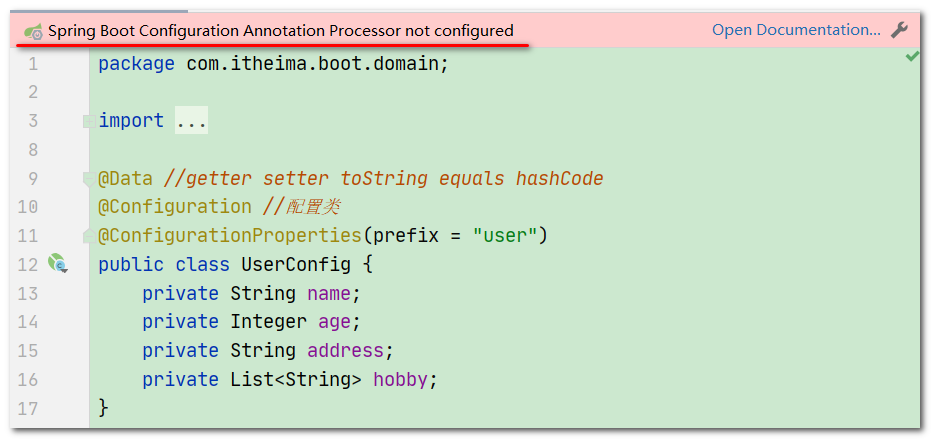 Spring Boot Configuration Annotation Processor not configured Open Documentation...
1 package com.itheima.boot.domain;
2
3 import ...
8
9 @Data //getter setter toString equals hashCode
10 @Configuration //配置类
11 @ConfigurationProperties(prefix = "user")
12 public class UserConfig {
13 private String name;
14 private Integer age;
15 private String address;
16 private List<String> hobby;
17 }